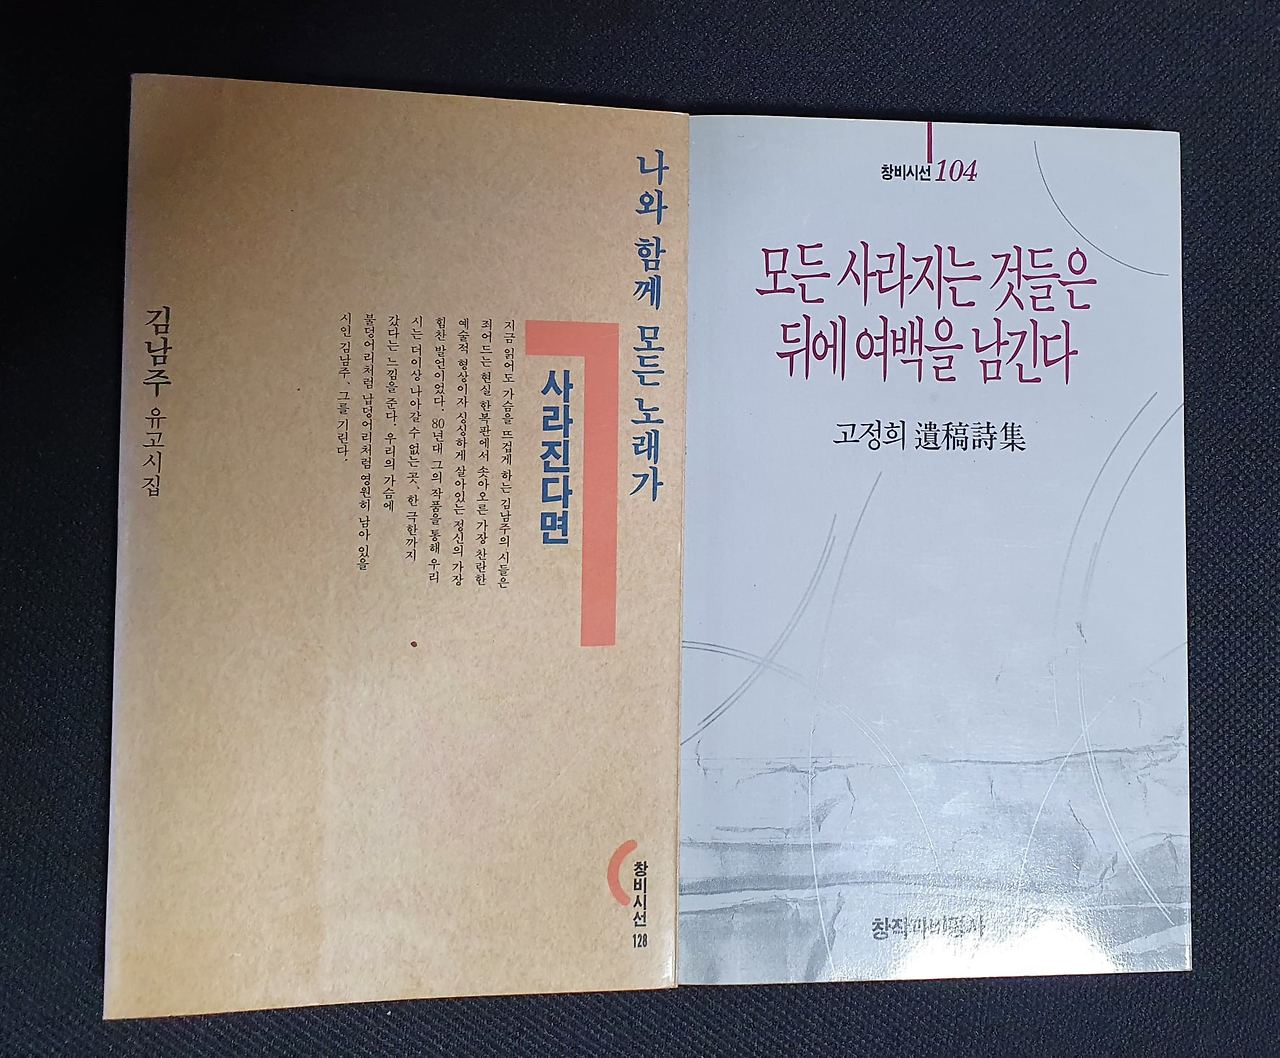 나와 함께 모든 노래가
사라진다면
지금 읽어도 가슴을 뜨겁게 하는 김남주의 시들은
죄어드는 현실 한복판에서 솟아오른 가장 찬란한
예술적 형상이자 싱싱하게 살아있는 정신의 가장
힘찬 발언이었다. 80년대 그의 작품을 통해 우리
시는 더이상 나아갈 수 없는 곳, 한 극한까지
갔다는 느낌을 준다. 우리의 가슴에
불덩어리처럼 납덩어리처럼 영원히 남아 있을
시인 김남주, 그를 기린다.
김남주 유고시집
창비시선
128
창비시선 104
모든 사라지는 것들은
뒤에 여백을 남긴다
고정희 遺稿詩集
창작과비평사